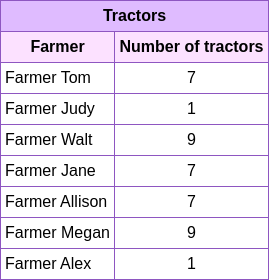 Tractors
Farmer Number of tractors
Farmer Tom 7
Farmer Judy 1
Farmer Walt 9
Farmer Jane 7
Farmer Allison 7
Farmer Megan 9
Farmer Alex 1